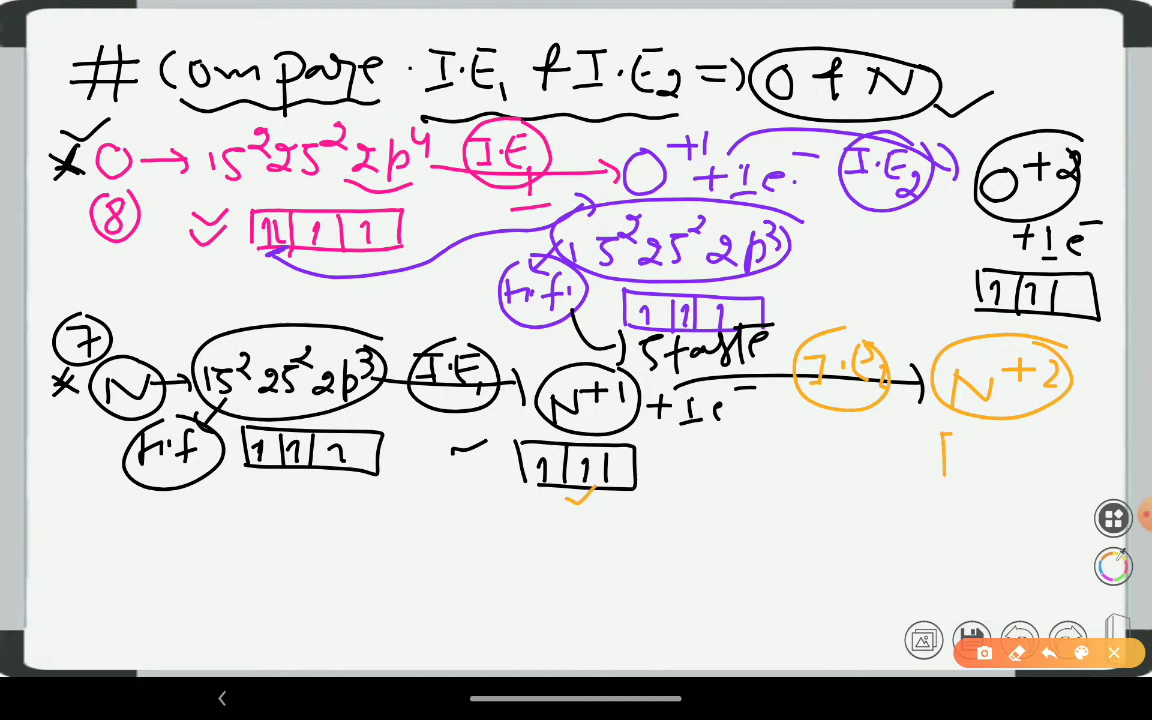 # Compare · I.E₁ + I.E₂ => O + N
O → 1s² 2s² 2p⁴ I.E₁ → O⁺¹ + 1e⁻ I.E₂ → O⁺²
+ 1e⁻
⑧ 1s² 2s² 2p³
H.f. → stable
7
N → 1s² 2s² 2p³ I.E₁ → N⁺¹ + 1e⁻ I.E₂ → N⁺²
H.f